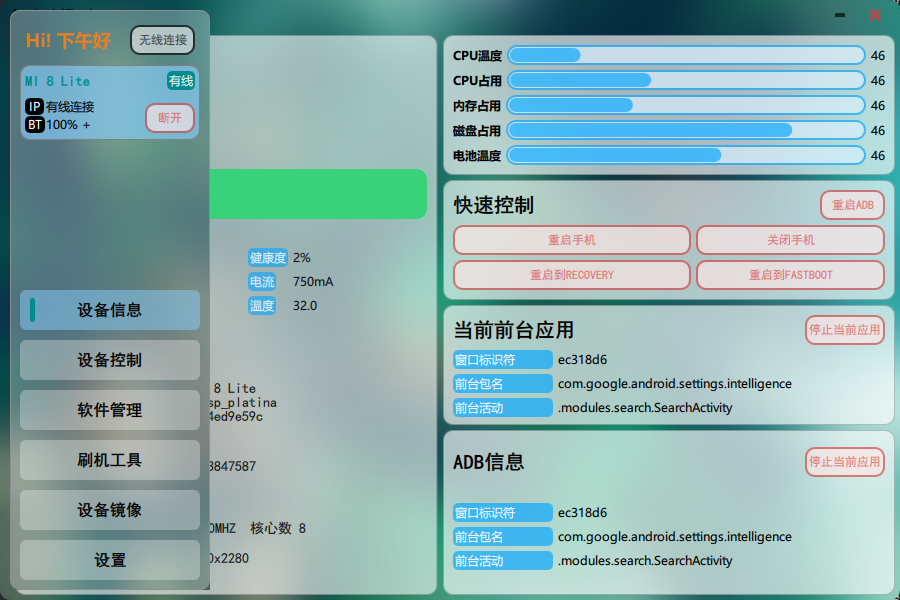 Hi! 下午好
无线连接
MI 8 Lite
有线
IP 有线连接
BT 100% +
断开
设备信息
设备控制
软件管理
刷机工具
设备镜像
设置
健康度 2%
电流 750mA
温度 32.0
8 Lite
sp_platina
4ed9e59c
3847587
0MHZ 核心数 8
0x2280
CPU温度 46
CPU占用 46
内存占用 46
磁盘占用 46
电池温度 46
快速控制
重启ADB
重启手机
关闭手机
重启到RECOVERY
重启到FASTBOOT
当前前台应用
停止当前应用
窗口标识符 ec318d6
前台包名 com.google.android.settings.intelligence
前台活动 .modules.search.SearchActivity
ADB信息
停止当前应用
窗口标识符 ec318d6
前台包名 com.google.android.settings.intelligence
前台活动 .modules.search.SearchActivity